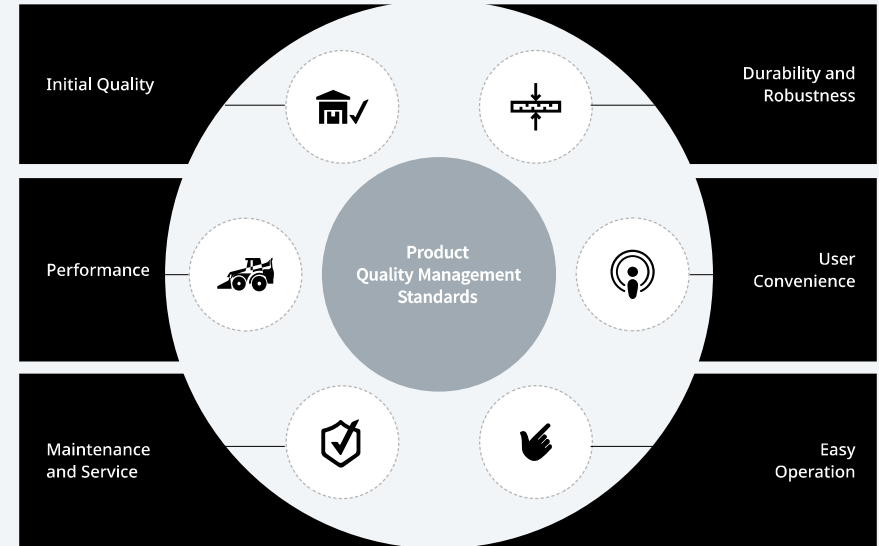 Initial Quality
Durability and
Robustness
Product
Quality Management
Standards
Performance
User
Convenience
Maintenance
and Service
Easy
Operation